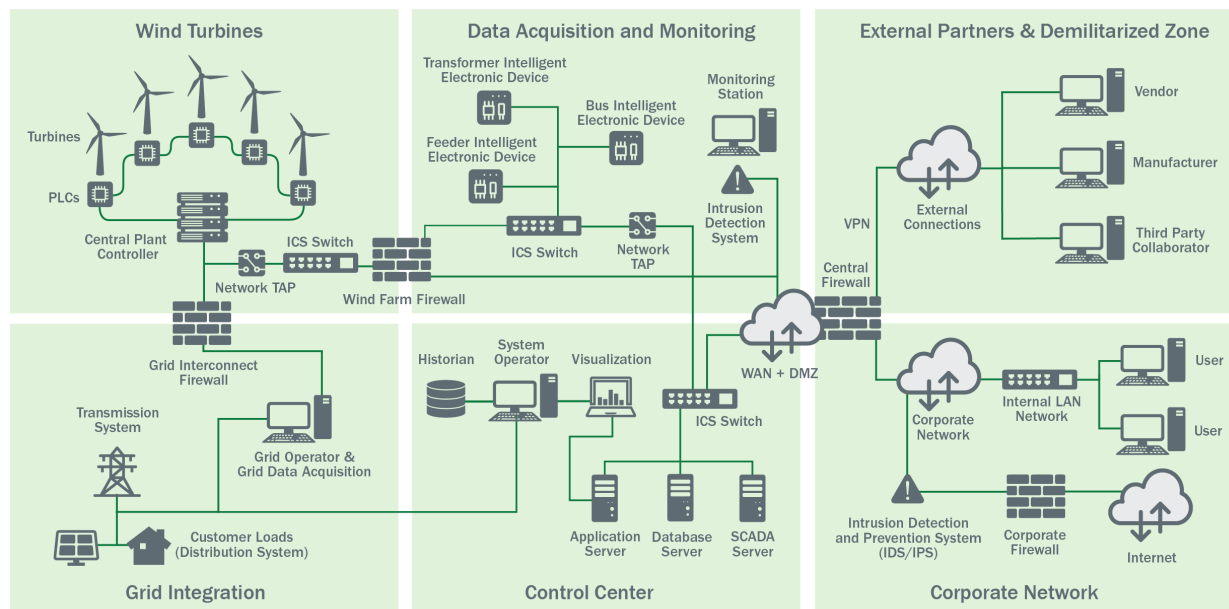 Wind Turbines
Turbines
PLCs
Central Plant
Controller
ICS Switch
Network TAP
Wind Farm Firewall
Data Acquisition and Monitoring
Transformer Intelligent
Electronic Device
Bus Intelligent
Electronic Device
Feeder Intelligent
Electronic Device
Monitoring
Station
Intrusion
Detection
System
ICS Switch
Network
TAP
External Partners & Demilitarized Zone
Vendor
Manufacturer
Third Party
Collaborator
External
Connections
VPN
Central
Firewall
Grid Interconnect
Firewall
Transmission
System
Grid Operator &
Grid Data Acquisition
Customer Loads
(Distribution System)
Grid Integration
Historian
System
Operator
Visualization
WAN + DMZ
ICS Switch
Application
Server
Database
Server
SCADA
Server
Control Center
Corporate
Network
Internal LAN
Network
User
User
Intrusion Detection
and Prevention System
(IDS/IPS)
Corporate
Firewall
Internet
Corporate Network